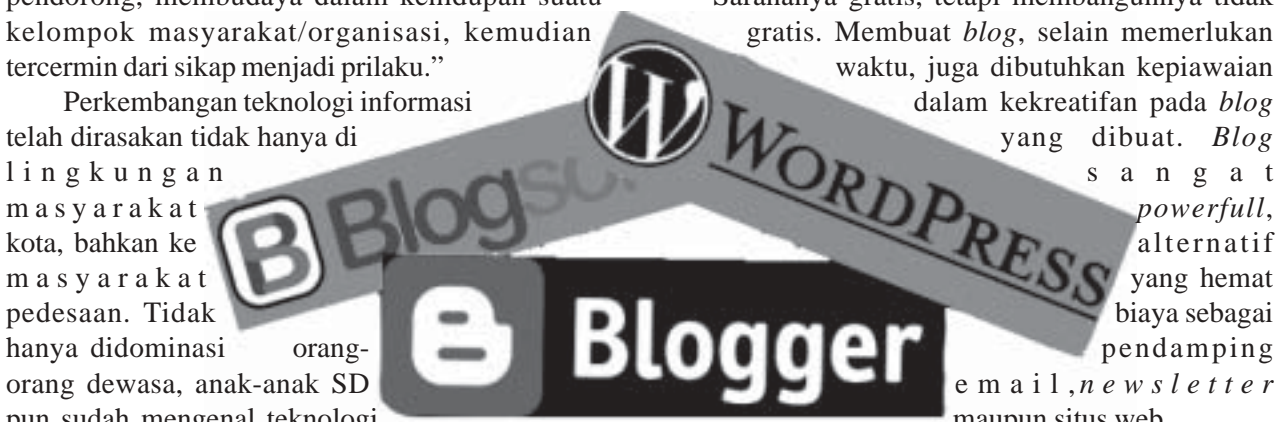 pendorong, membudaya dalam kehidupan suatu
kelompok masyarakat/organisasi, kemudian
tercermin dari sikap menjadi prilaku.”
Perkembangan teknologi informasi
telah dirasakan tidak hanya di
lingkungan
masyarakat
kota, bahkan ke
masyarakat
pedesaan. Tidak
hanya didominasi orang-
orang dewasa, anak-anak SD
pun sudah mengenal teknologi
B
W WORDPRESS
B Blogger
Sarananya gratis, tetapi membangunnya tidak
gratis. Membuat blog, selain memerlukan
waktu, juga dibutuhkan kepiawaian
dalam kekreatifan pada blog
yang dibuat. Blog
sangat
powerfull,
alternatif
yang hemat
biaya sebagai
pendamping
email,newsletter
maupun situs web